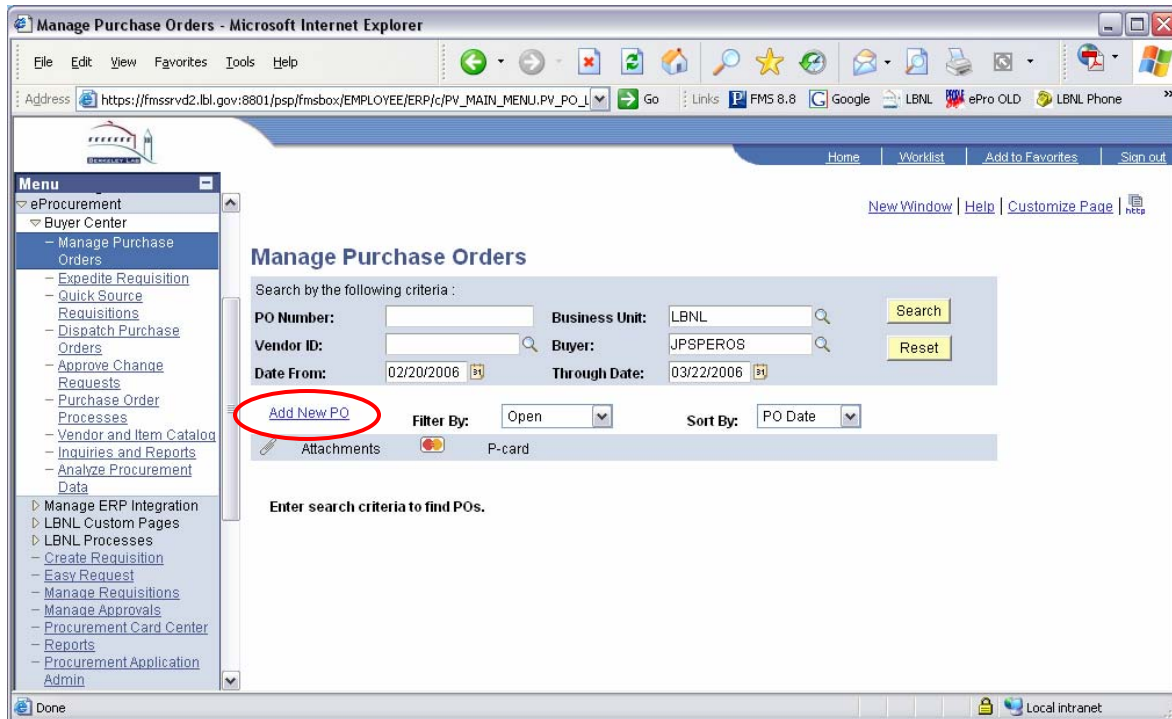 Manage Purchase Orders - Microsoft Internet Explorer
File Edit View Favorites Tools Help
Address https://fmssrvd2.lbl.gov:8801/psp/fmsbox/EMPLOYEE/ERP/c/PV_MAIN_MENU.PV_PO_L Go Links FMS 8.8 Google LBNL ePro OLD LBNL Phone »
BERKELEY LAB
Home Worklist Add to Favorites Sign out
Menu
New Window | Help | Customize Page | http
eProcurement
Buyer Center
Manage Purchase
Orders
Expedite Requisition
Quick Source
Requisitions
Dispatch Purchase
Orders
Approve Change
Requests
Purchase Order
Processes
Vendor and Item Catalog
Inquiries and Reports
Analyze Procurement
Data
Manage ERP Integration
LBNL Custom Pages
LBNL Processes
Create Requisition
Easy Request
Manage Requisitions
Manage Approvals
Procurement Card Center
Reports
Procurement Application
Admin
Manage Purchase Orders
Search by the following criteria :
PO Number: Business Unit: LBNL Search
Vendor ID: Buyer: JPSPEROS Reset
Date From: 02/20/2006 31 Through Date: 03/22/2006 31
Add New PO Filter By: Open Sort By: PO Date
Attachments P-card
Enter search criteria to find POs.
Done Local intranet